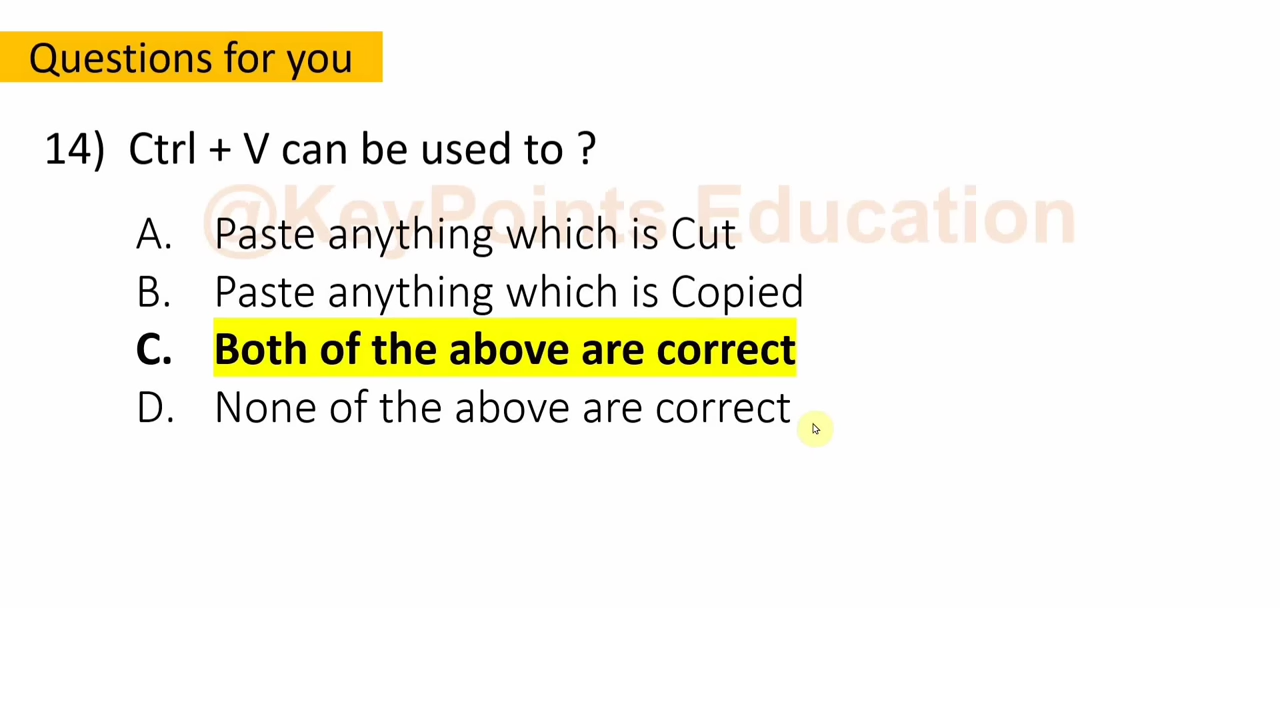 Questions for you
14) Ctrl + V can be used to ?
@KeyPoints Education
A. Paste anything which is Cut
B. Paste anything which is Copied
C. Both of the above are correct
D. None of the above are correct